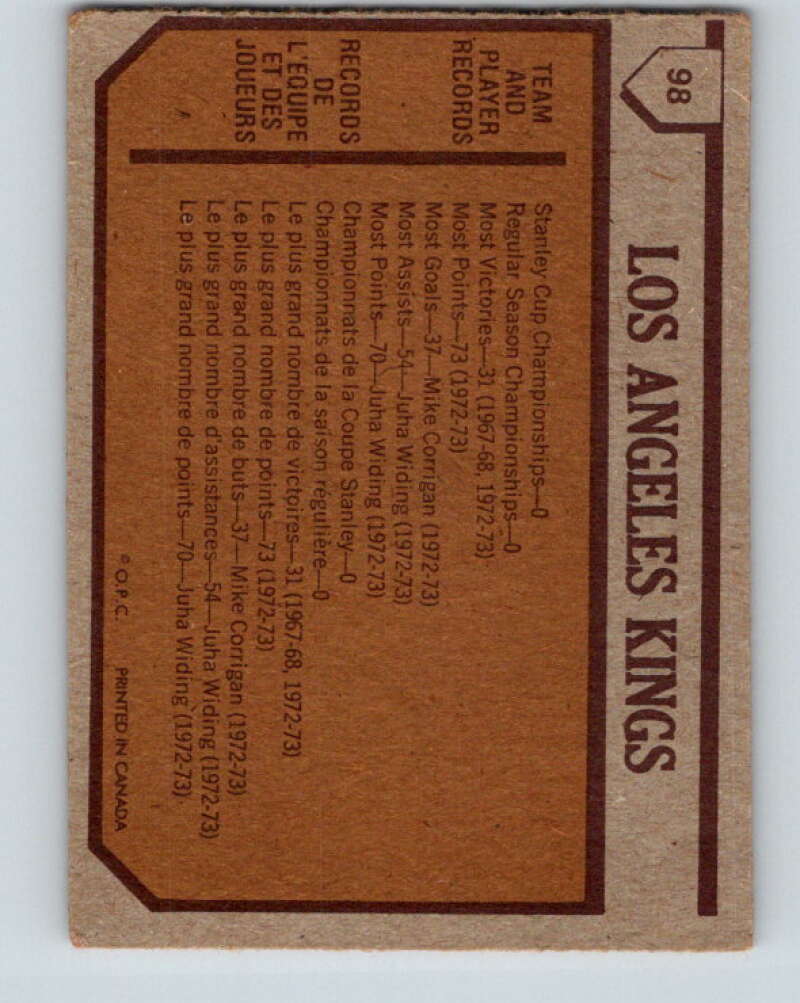 98
LOS ANGELES KINGS
TEAM
AND
PLAYER
RECORDS
Stanley Cup Championships—0
Regular Season Championships—0
Most Victories—31 (1967-68, 1972-73)
Most Points—73 (1972-73)
Most Goals—37—Mike Corrigan (1972-73)
Most Assists—54—Juha Widing (1972-73)
Most Points—70—Juha Widing (1972-73)
RECORDS
DE
L'EQUIPE
ET DES
JOUEURS
Championnats de la Coupe Stanley—0
Championnats de la saison régulière—0
Le plus grand nombre de victoires—31 (1967-68, 1972-73)
Le plus grand nombre de points—73 (1972-73)
Le plus grand nombre de buts—37—Mike Corrigan (1972-73)
Le plus grand nombre d'assistances—54—Juha Widing (1972-73)
Le plus grand nombre de points—70—Juha Widing (1972-73)
© O.P.C. PRINTED IN CANADA